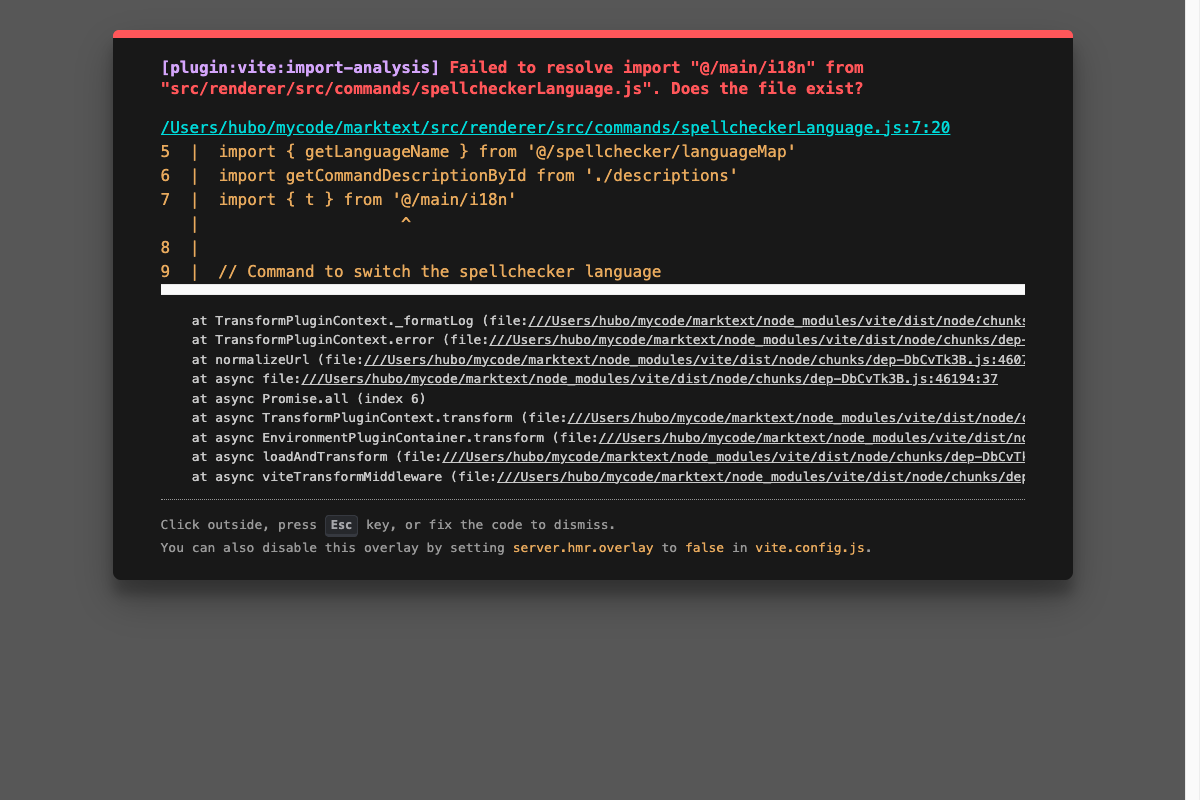 [plugin:vite:import-analysis] Failed to resolve import "@/main/i18n" from
"src/renderer/src/commands/spellcheckerLanguage.js". Does the file exist?
/Users/hubo/mycode/marktext/src/renderer/src/commands/spellcheckerLanguage.js:7:20
5  |  import { getLanguageName } from '@/spellchecker/languageMap'
6  |  import getCommandDescriptionById from './descriptions'
7  |  import { t } from '@/main/i18n'
   |                     ^
8  |
9  |  // Command to switch the spellchecker language
at TransformPluginContext._formatLog (file:///Users/hubo/mycode/marktext/node_modules/vite/dist/node/chunks
at TransformPluginContext.error (file:///Users/hubo/mycode/marktext/node_modules/vite/dist/node/chunks/dep-
at normalizeUrl (file:///Users/hubo/mycode/marktext/node_modules/vite/dist/node/chunks/dep-DbCvTk3B.js:4607
at async file:///Users/hubo/mycode/marktext/node_modules/vite/dist/node/chunks/dep-DbCvTk3B.js:46194:37
at async Promise.all (index 6)
at async TransformPluginContext.transform (file:///Users/hubo/mycode/marktext/node_modules/vite/dist/node/c
at async EnvironmentPluginContainer.transform (file:///Users/hubo/mycode/marktext/node_modules/vite/dist/no
at async loadAndTransform (file:///Users/hubo/mycode/marktext/node_modules/vite/dist/node/chunks/dep-DbCvTk
at async viteTransformMiddleware (file:///Users/hubo/mycode/marktext/node_modules/vite/dist/node/chunks/dep
Click outside, press Esc key, or fix the code to dismiss.
You can also disable this overlay by setting server.hmr.overlay to false in vite.config.js.